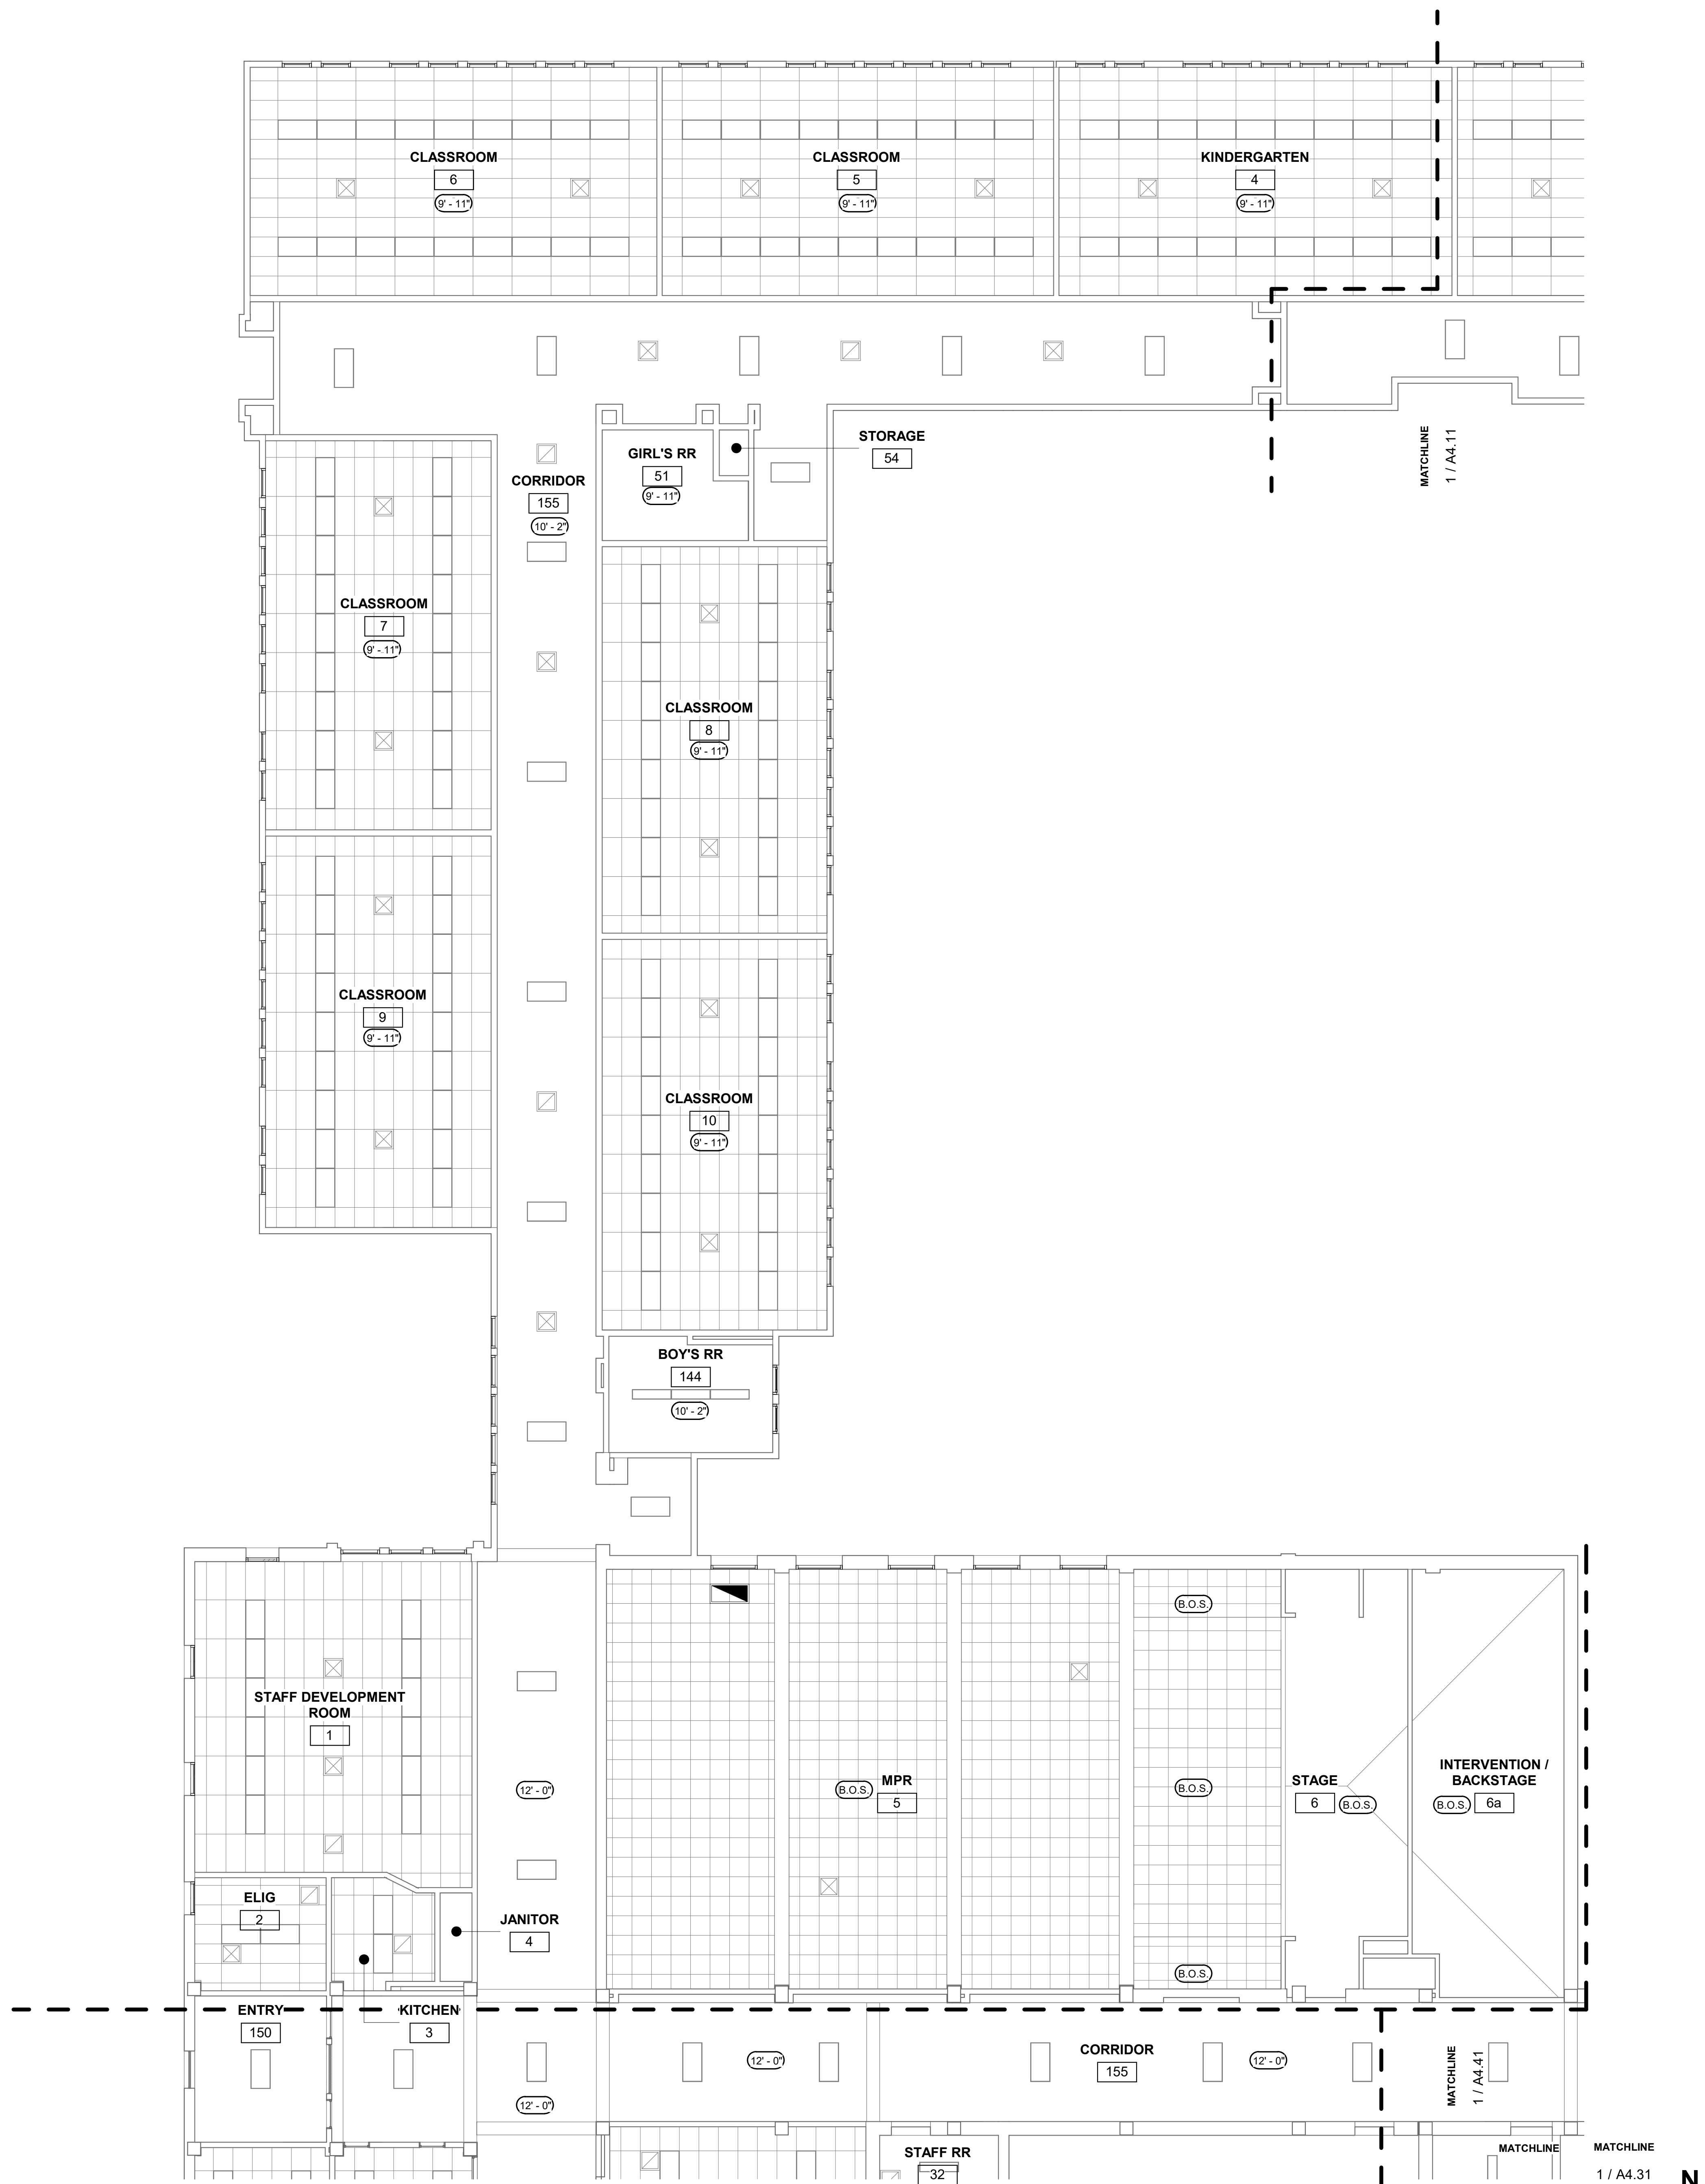 CLASSROOM
6
9' - 11"
CLASSROOM
5
9' - 11"
KINDERGARTEN
4
9' - 11"
STORAGE
54
GIRL'S RR
51
9' - 11"
MATCHLINE
1 / A4.11
CORRIDOR
155
10' - 2"
CLASSROOM
7
9' - 11"
CLASSROOM
8
9' - 11"
CLASSROOM
9
9' - 11"
CLASSROOM
10
9' - 11"
BOY'S RR
144
10' - 2"
B.O.S.
STAFF DEVELOPMENT
ROOM
1
12' - 0"
B.O.S.
MPR
5
B.O.S.
STAGE
6
B.O.S.
INTERVENTION /
BACKSTAGE
B.O.S.
6a
ELIG
2
JANITOR
4
B.O.S.
ENTRY
150
KITCHEN
3
12' - 0"
CORRIDOR
155
12' - 0"
MATCHLINE
1 / A4.41
12' - 0"
STAFF RR
32
MATCHLINE
MATCHLINE
1 / A4.31
N